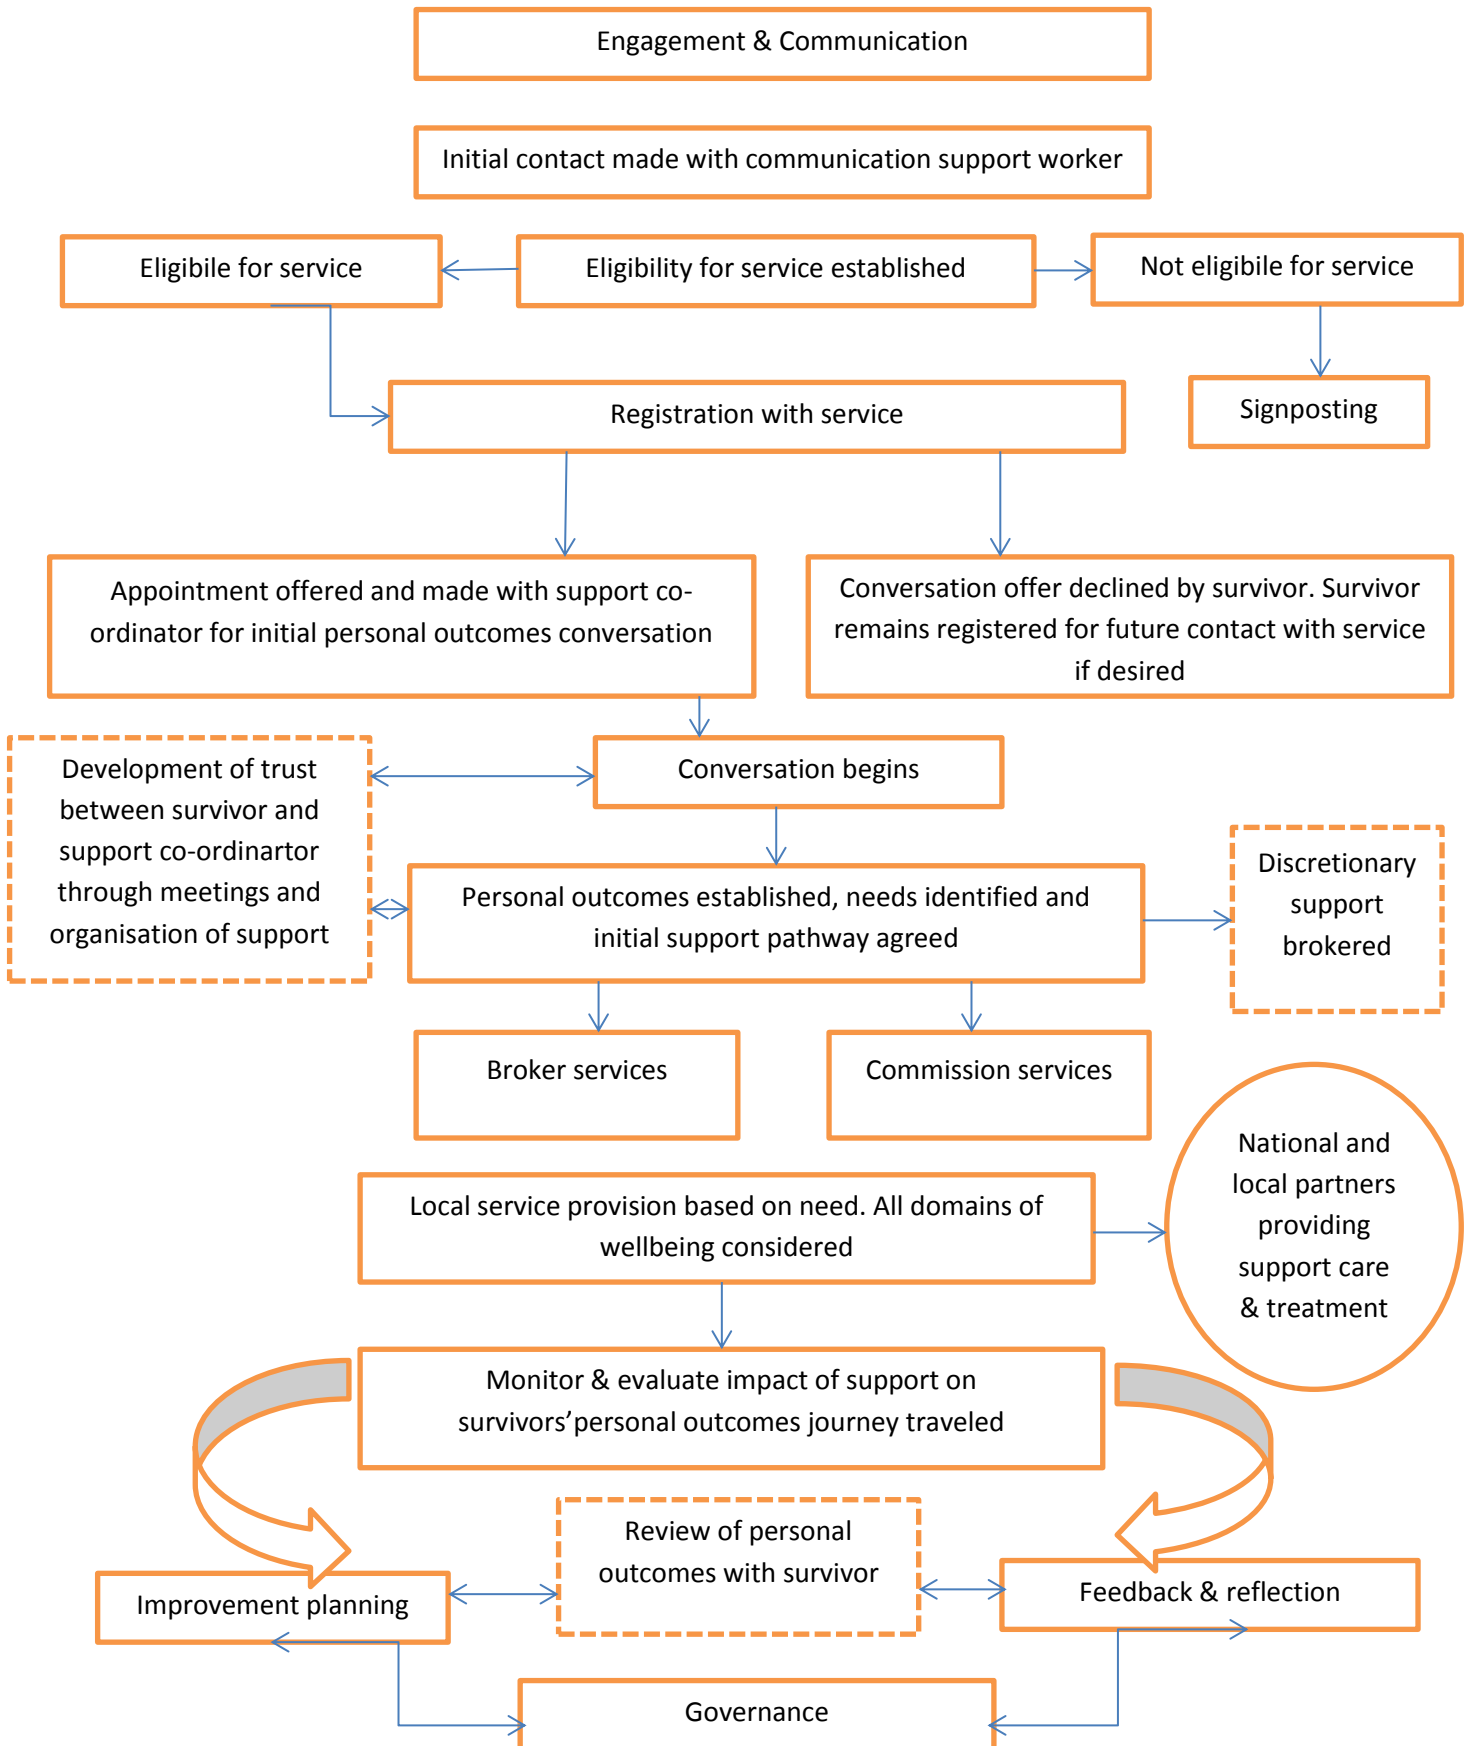 Engagement & Communication
Initial contact made with communication support worker
Eligibile for service
Eligibility for service established
Not eligibile for service
Registration with service
Signposting
Appointment offered and made with support co-
ordinator for initial personal outcomes conversation
Conversation offer declined by survivor. Survivor
remains registered for future contact with service
if desired
Development of trust
between survivor and
support co-ordinartor
through meetings and
organisation of support
Conversation begins
Personal outcomes established, needs identified and
initial support pathway agreed
Discretionary
support
brokered
Broker services
Commission services
National and
local partners
providing
support care
& treatment
Local service provision based on need. All domains of
wellbeing considered
Monitor & evaluate impact of support on
survivors’personal outcomes journey traveled
Review of personal
outcomes with survivor
Improvement planning
Feedback & reflection
Governance